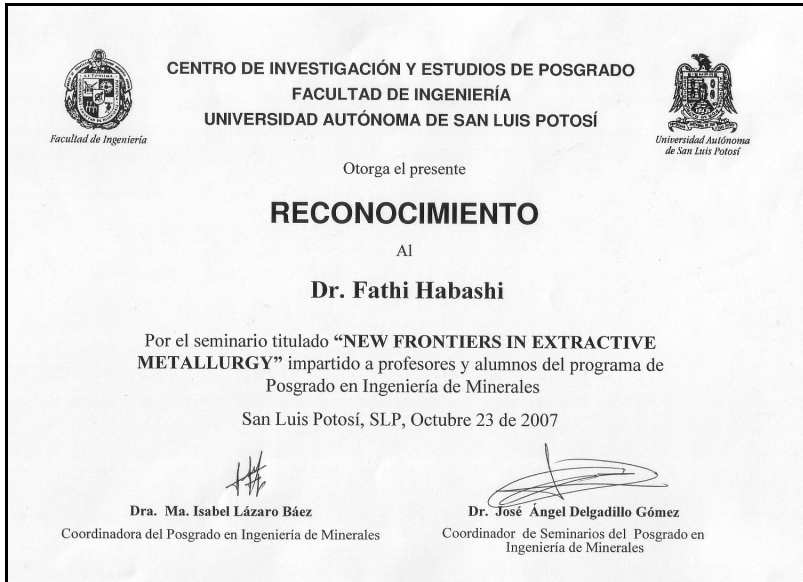 CENTRO DE INVESTIGACIÓN Y ESTUDIOS DE POSGRADO
FACULTAD DE INGENIERÍA
UNIVERSIDAD AUTÓNOMA DE SAN LUIS POTOSÍ
Facultad de Ingeniería
Universidad Autónoma
de San Luis Potosí
Otorga el presente
RECONOCIMIENTO
Al
Dr. Fathi Habashi
Por el seminario titulado “NEW FRONTIERS IN EXTRACTIVE
METALLURGY” impartido a profesores y alumnos del programa de
Posgrado en Ingeniería de Minerales
San Luis Potosí, SLP, Octubre 23 de 2007
Dra. Ma. Isabel Lázaro Báez
Coordinadora del Posgrado en Ingeniería de Minerales
Dr. José Ángel Delgadillo Gómez
Coordinador de Seminarios del Posgrado en
Ingeniería de Minerales